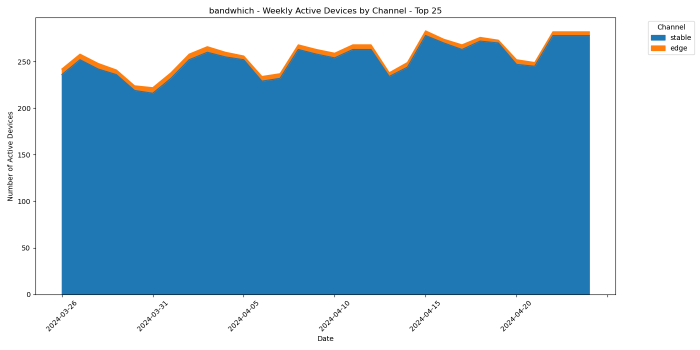 bandwhich - Weekly Active Devices by Channel - Top 25
Channel
stable
edge
Number of Active Devices
250
200
150
100
50
0
2024-03-26
2024-03-31
2024-04-05
2024-04-10
2024-04-15
2024-04-20
Date